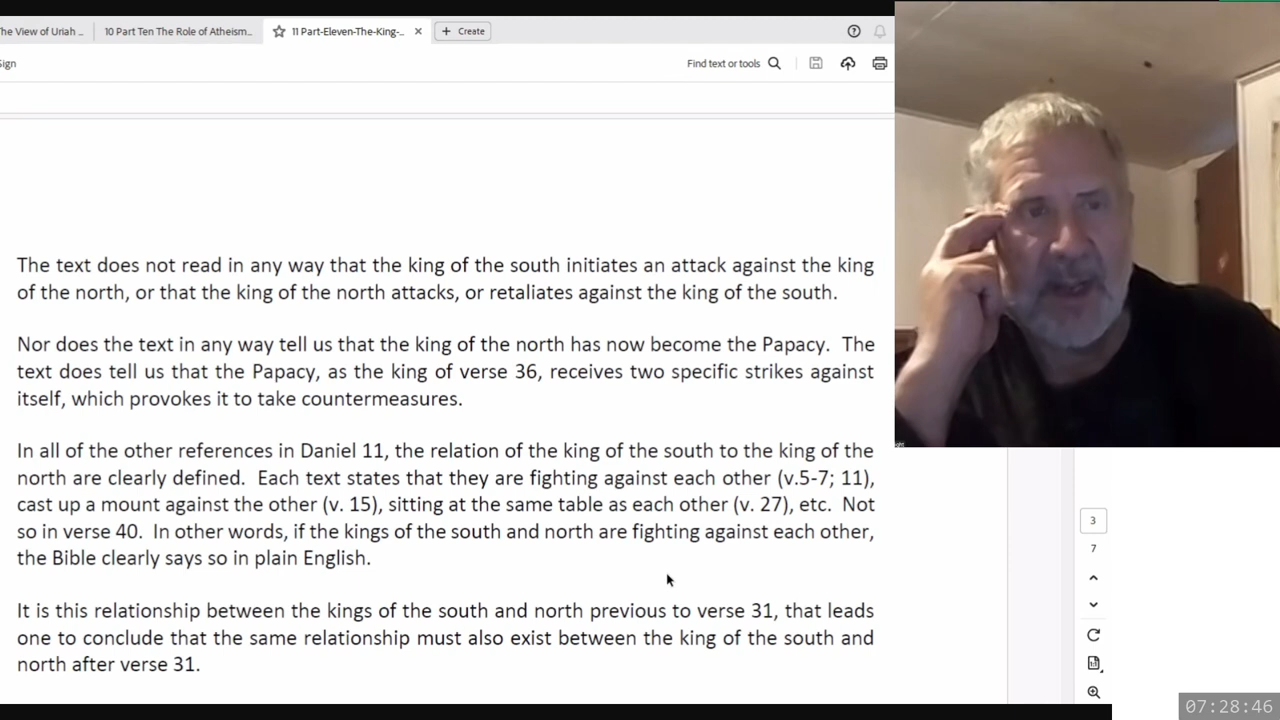 The View of Uriah ...
10 Part Ten The Role of Atheism...
11 Part-Eleven-The-King-...
Create
Sign
Find text or tools
The text does not read in any way that the king of the south initiates an attack against the king
of the north, or that the king of the north attacks, or retaliates against the king of the south.
Nor does the text in any way tell us that the king of the north has now become the Papacy. The
text does tell us that the Papacy, as the king of verse 36, receives two specific strikes against
itself, which provokes it to take countermeasures.
In all of the other references in Daniel 11, the relation of the king of the south to the king of the
north are clearly defined. Each text states that they are fighting against each other (v.5-7; 11),
cast up a mount against the other (v. 15), sitting at the same table as each other (v. 27), etc. Not
so in verse 40. In other words, if the kings of the south and north are fighting against each other,
the Bible clearly says so in plain English.
It is this relationship between the kings of the south and north previous to verse 31, that leads
one to conclude that the same relationship must also exist between the king of the south and
north after verse 31.
3
7
07:28:46